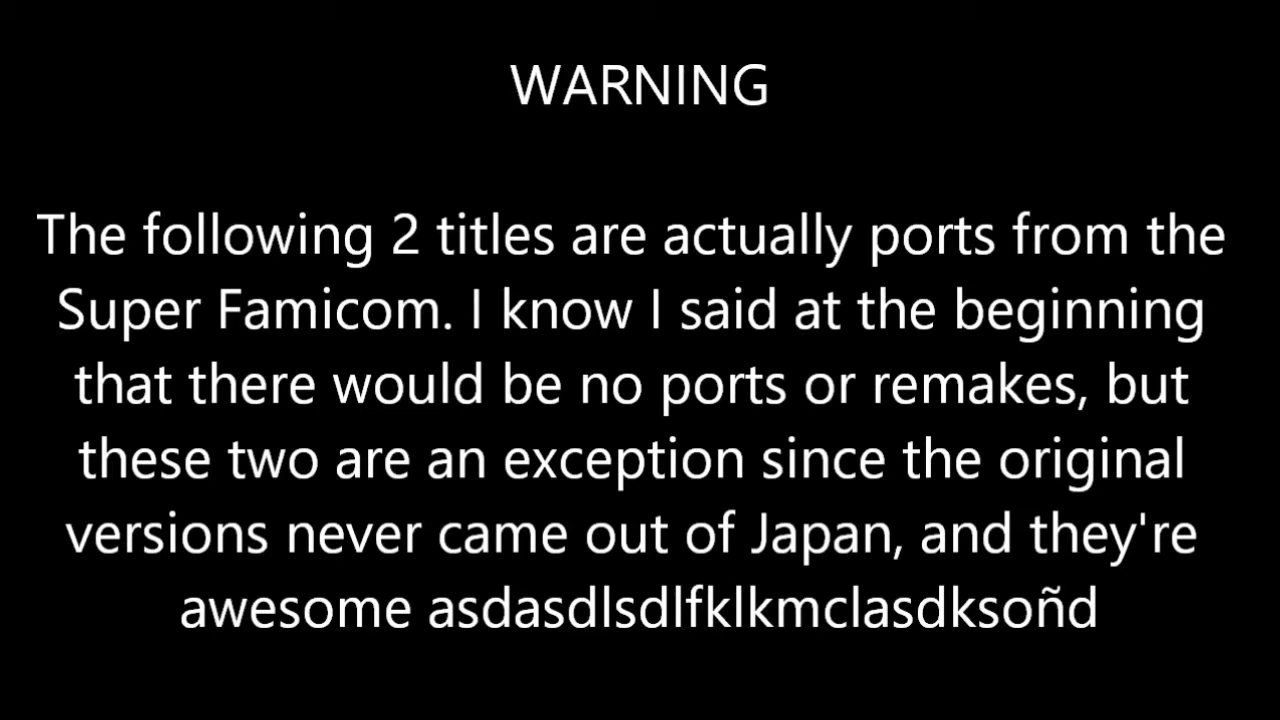 WARNING
The following 2 titles are actually ports from the
Super Famicom. I know I said at the beginning
that there would be no ports or remakes, but
these two are an exception since the original
versions never came out of Japan, and they're
awesome asdasdlsdlfklkmclasdksoñd